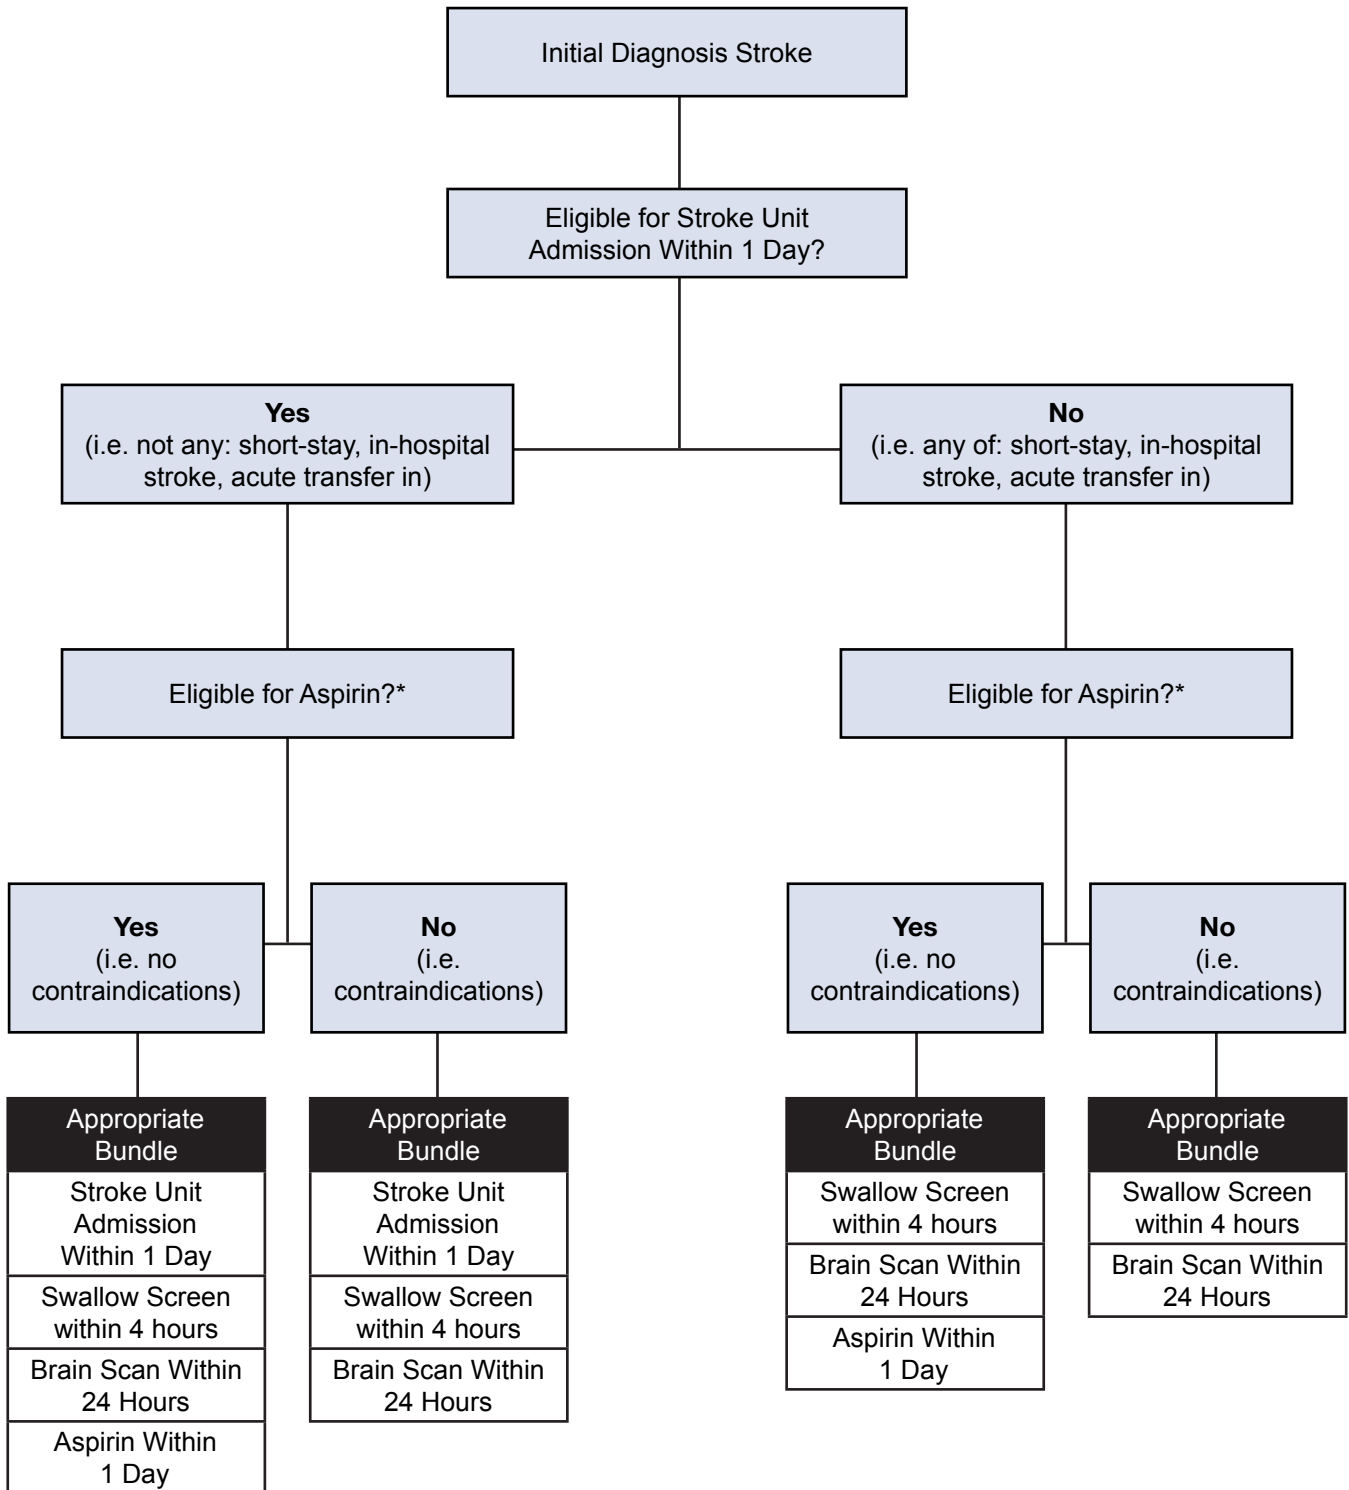 Initial Diagnosis Stroke
Eligible for Stroke Unit
Admission Within 1 Day?
Yes
(i.e. not any: short-stay, in-hospital
stroke, acute transfer in)
No
(i.e. any of: short-stay, in-hospital
stroke, acute transfer in)
Eligible for Aspirin?*
Eligible for Aspirin?*
Yes
(i.e. no
contraindications)
No
(i.e.
contraindications)
Yes
(i.e. no
contraindications)
No
(i.e.
contraindications)
Appropriate
Bundle
Stroke Unit
Admission
Within 1 Day
Swallow Screen
within 4 hours
Brain Scan Within
24 Hours
Aspirin Within
1 Day
Appropriate
Bundle
Stroke Unit
Admission
Within 1 Day
Swallow Screen
within 4 hours
Brain Scan Within
24 Hours
Appropriate
Bundle
Swallow Screen
within 4 hours
Brain Scan Within
24 Hours
Aspirin Within
1 Day
Appropriate
Bundle
Swallow Screen
within 4 hours
Brain Scan Within
24 Hours